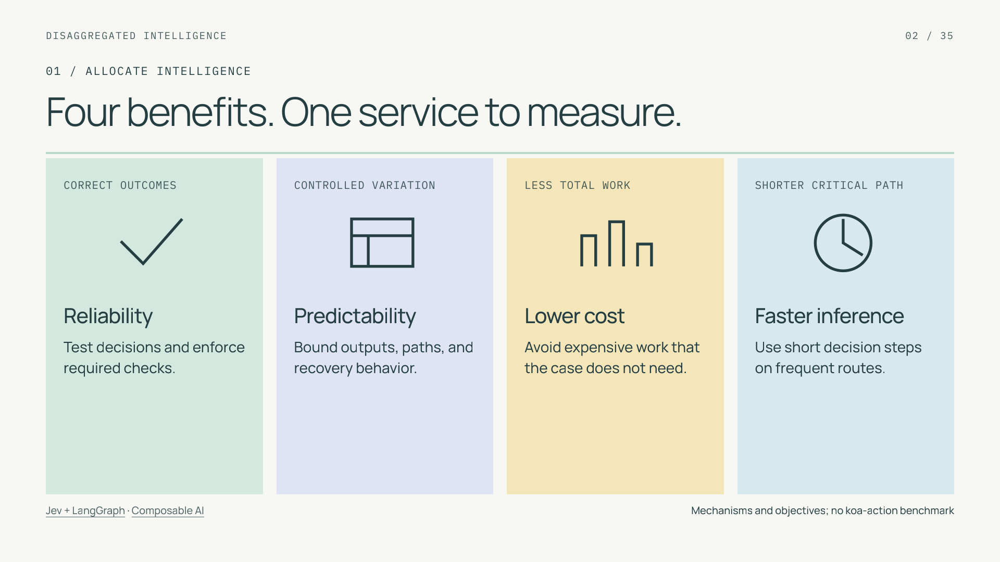 DISAGGREGATED INTELLIGENCE
02 / 35
01 / ALLOCATE INTELLIGENCE
Four benefits. One service to measure.
CORRECT OUTCOMES
Reliability
Test decisions and enforce
required checks.
CONTROLLED VARIATION
Predictability
Bound outputs, paths, and
recovery behavior.
LESS TOTAL WORK
Lower cost
Avoid expensive work that
the case does not need.
SHORTER CRITICAL PATH
Faster inference
Use short decision steps
on frequent routes.
Jev + LangGraph · Composable AI
Mechanisms and objectives; no koa-action benchmark